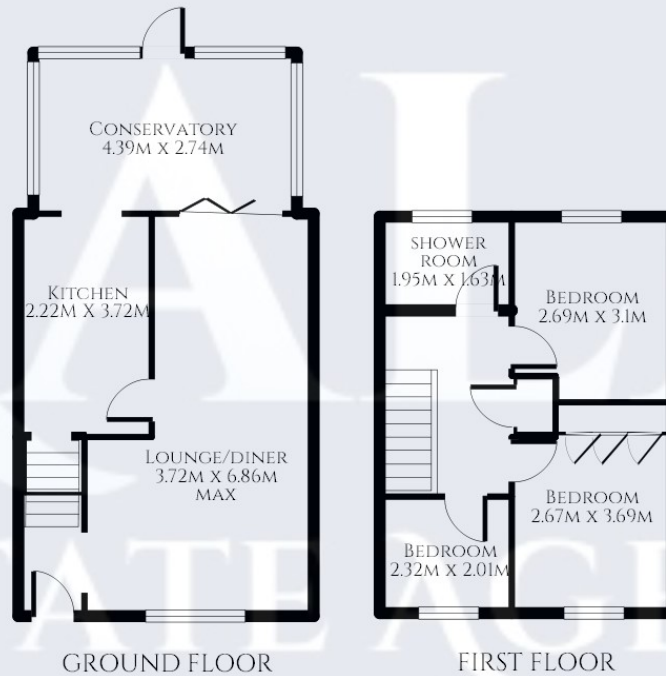 CONSERVATORY
4.39M X 2.74M
KITCHEN
2.22M X 3.72M
LOUNGE/DINER
3.72M X 6.86M
MAX
GROUND FLOOR
SHOWER
ROOM
1.95M X 1.63M
BEDROOM
2.69M X 3.1M
BEDROOM
2.67M X 3.69M
BEDROOM
2.32M X 2.01M
FIRST FLOOR